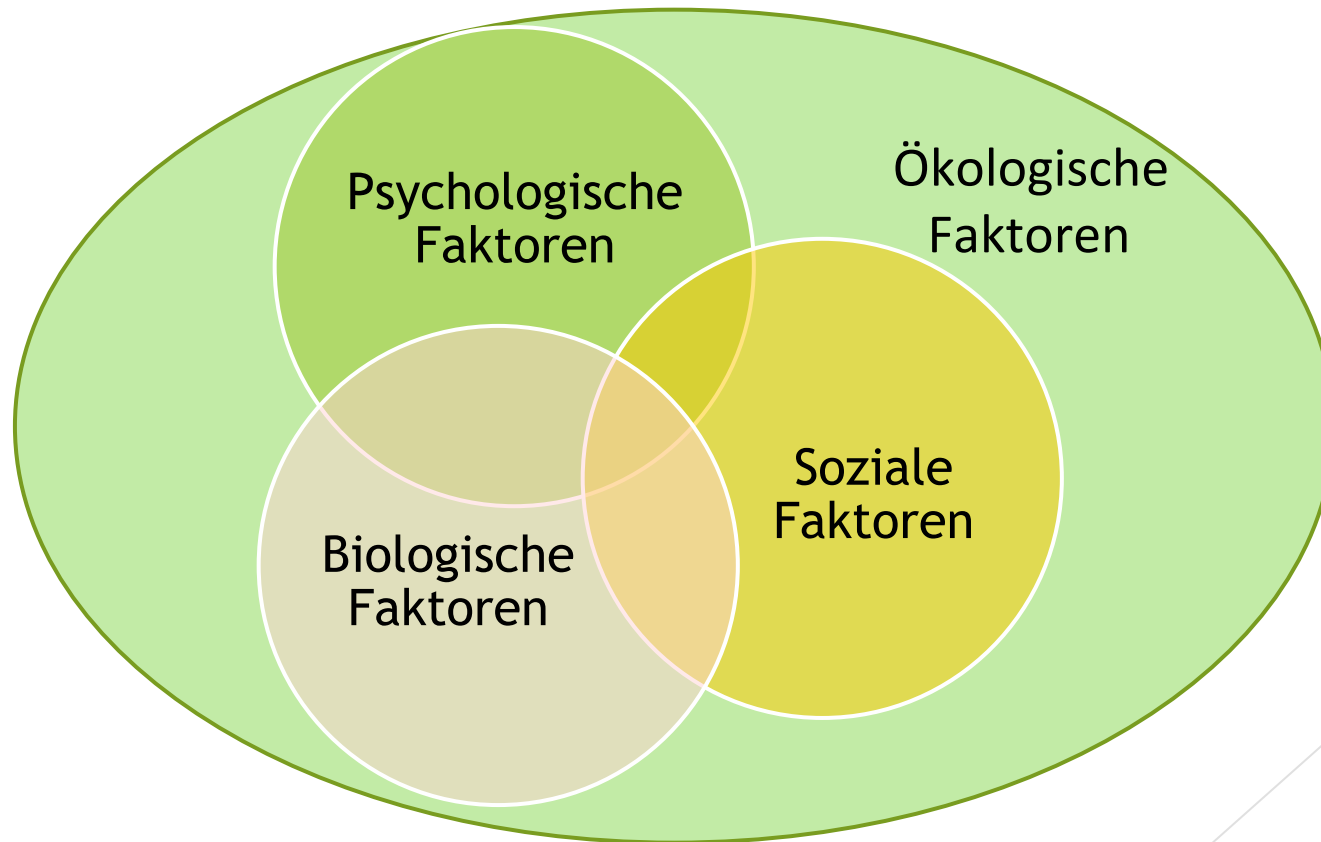 Psychologische
Faktoren
Ökologische
Faktoren
Soziale
Faktoren
Biologische
Faktoren